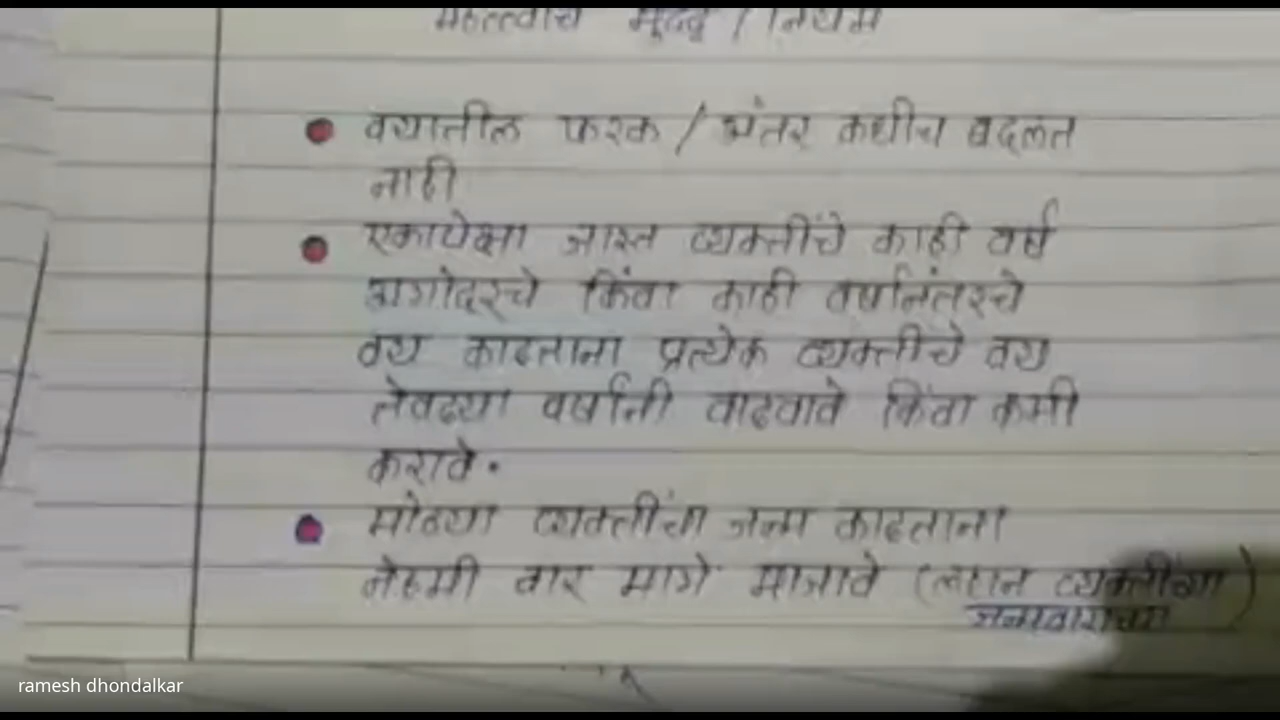 महत्त्वाचे मुद्दे / नियम
वयातील फरक / अंतर कधीच बदलत
नाही
एकापेक्षा जास्त व्यक्तींचे काही वर्ष
अगोदरचे किंवा काही वर्षानंतरचे
वय काढताना प्रत्येक व्यक्तीचे वय
तेवढ्या वर्षांनी वाढवावे किंवा कमी
करावे.
मोठ्या व्यक्तींचा जन्म काढताना
नेहमी वार मागे मोजावे (लहान व्यक्तींच्या)
जन्मवाराच्या
ramesh dhondalkar